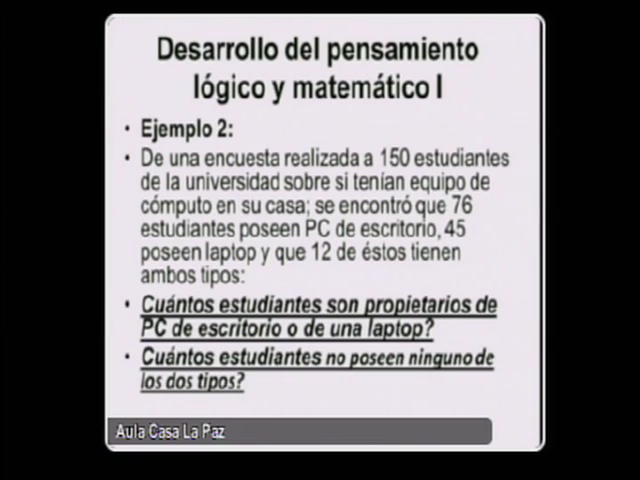 Desarrollo del pensamiento
lógico y matemático I
• Ejemplo 2:
• De una encuesta realizada a 150 estudiantes
de la universidad sobre si tenían equipo de
cómputo en su casa; se encontró que 76
estudiantes poseen PC de escritorio, 45
poseen laptop y que 12 de éstos tienen
ambos tipos:
• Cuántos estudiantes son propietarios de
PC de escritorio o de una laptop?
• Cuántos estudiantes no poseen ninguno de
los dos tipos?
Aula Casa La Paz